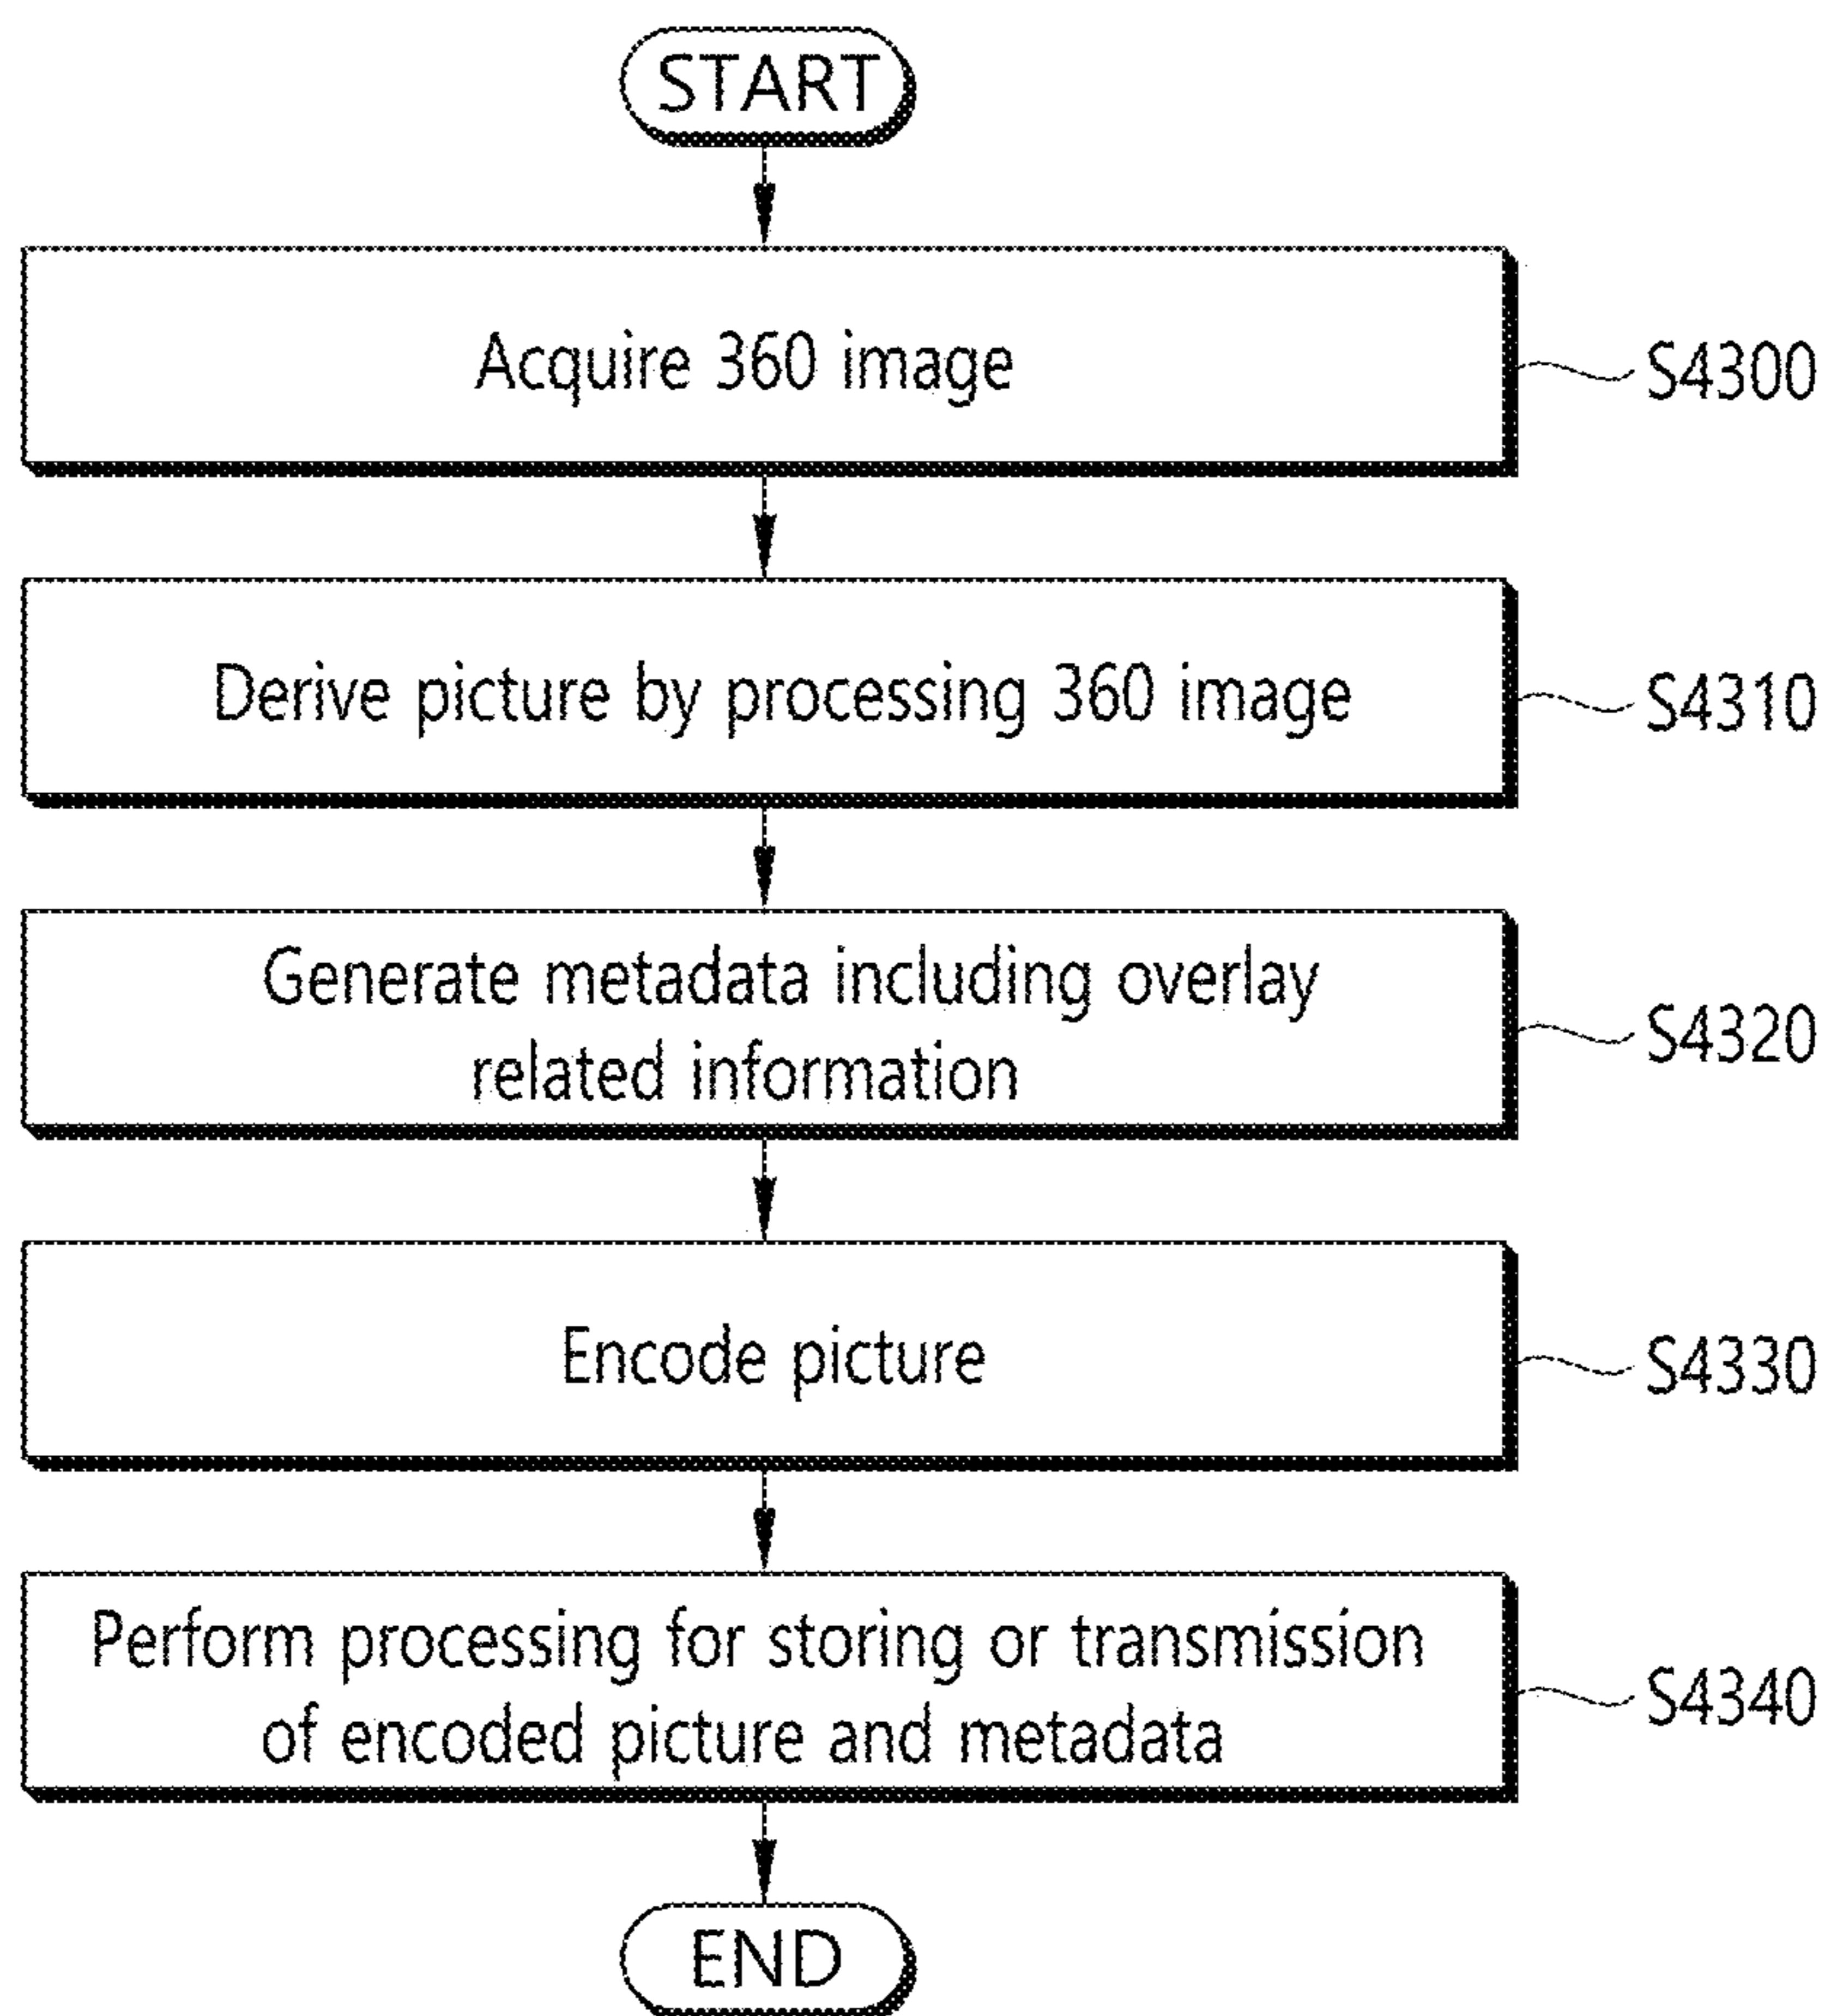 START
Acquire 360 image
S4300
Derive picture by processing 360 image
S4310
Generate metadata including overlay
related information
S4320
Encode picture
S4330
Perform processing for storing or transmission
of encoded picture and metadata
S4340
END